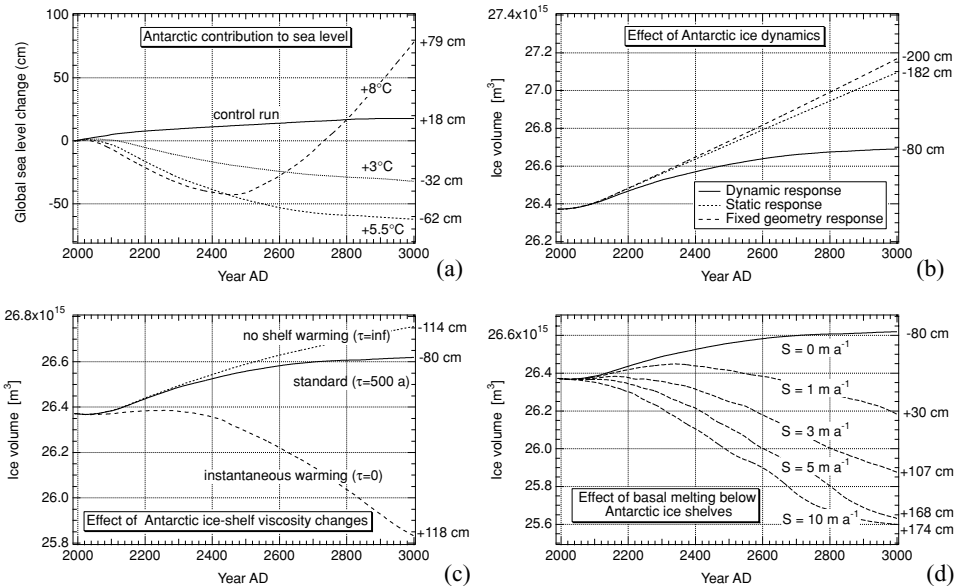 Antarctic contribution to sea level
Global sea level change (cm)
100
50
0
-50
+79 cm
+8°C
control run
+18 cm
+3°C
-32 cm
-62 cm
+5.5°C
2000 2200 2400 2600 2800 3000
Year AD
(a)
27.4x10¹⁵
Effect of Antarctic ice dynamics
Ice volume [m³]
27.2
27.0
26.8
26.6
26.4
26.2
-200 cm
-182 cm
-80 cm
Dynamic response
Static response
Fixed geometry response
2000 2200 2400 2600 2800 3000
Year AD
(b)
26.8x10¹⁵
Ice volume [m³]
26.6
26.4
26.2
26.0
25.8
no shelf warming (τ=inf)
-114 cm
-80 cm
standard (τ=500 a)
instantaneous warming (τ=0)
Effect of Antarctic ice-shelf viscosity changes
+118 cm
2000 2200 2400 2600 2800 3000
Year AD
(c)
26.6x10¹⁵
Ice volume [m³]
26.4
26.2
26.0
25.8
25.6
-80 cm
S = 0 m a⁻¹
S = 1 m a⁻¹
+30 cm
S = 3 m a⁻¹
+107 cm
S = 5 m a⁻¹
+168 cm
S = 10 m a⁻¹
+174 cm
Effect of basal melting below
Antarctic ice shelves
2000 2200 2400 2600 2800 3000
Year AD
(d)